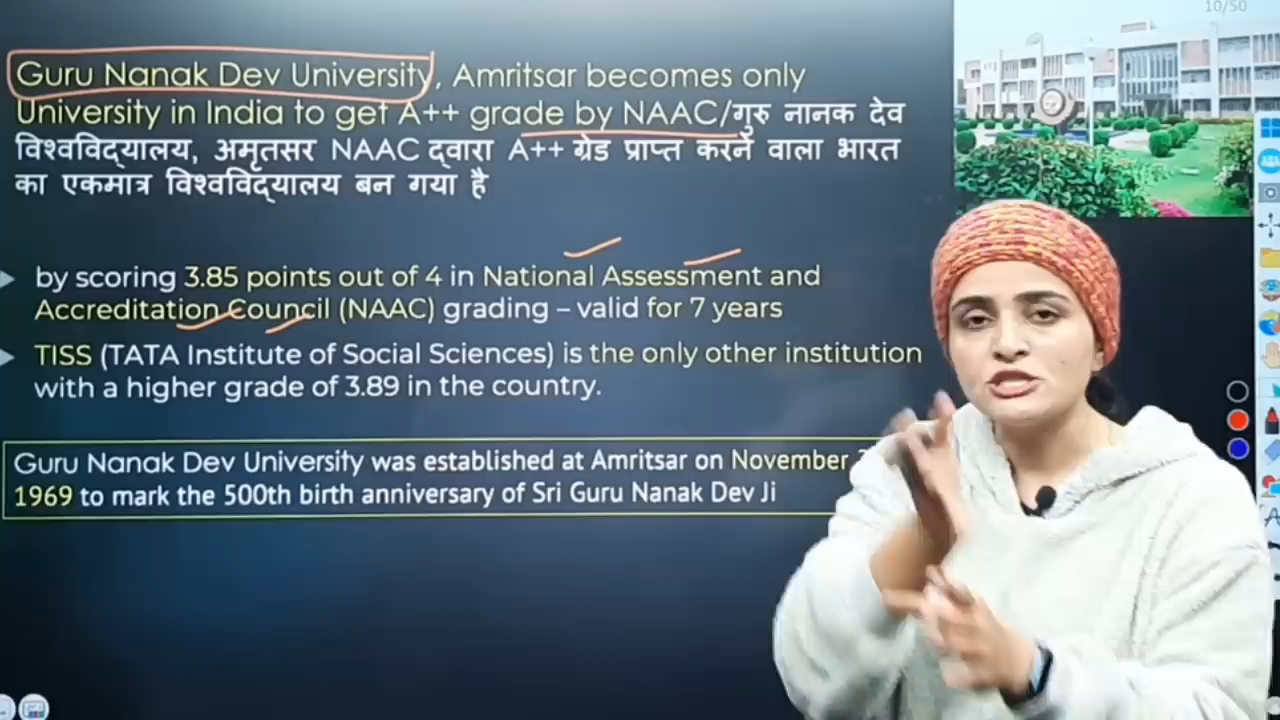 10/50
Guru Nanak Dev University, Amritsar becomes only
University in India to get A++ grade by NAAC/गुरु नानक देव
विश्वविद्यालय, अमृतसर NAAC द्वारा A++ ग्रेड प्राप्त करने वाला भारत
का एकमात्र विश्वविद्यालय बन गया है
by scoring 3.85 points out of 4 in National Assessment and
Accreditation Council (NAAC) grading – valid for 7 years
TISS (TATA Institute of Social Sciences) is the only other institution
with a higher grade of 3.89 in the country.
Guru Nanak Dev University was established at Amritsar on November
1969 to mark the 500th birth anniversary of Sri Guru Nanak Dev Ji